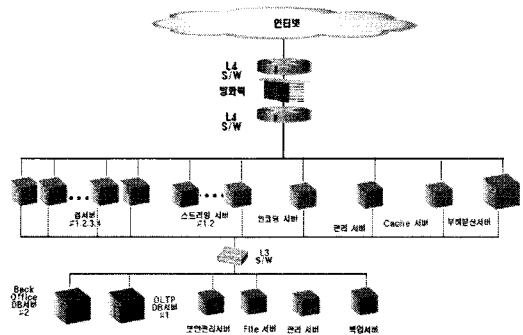 인터넷
L4
S/W
방화벽
L4
S/W
웹서버
#1,2,3,4
스트리밍 서버
#1,2
인코딩 서버
관리 서버
Cache 서버
부하분산서버
L3
S/W
Back
Office
DB서버
#2
OLTP
DB서버
#1
보안관리서버
File 서버
관리 서버
백업서버